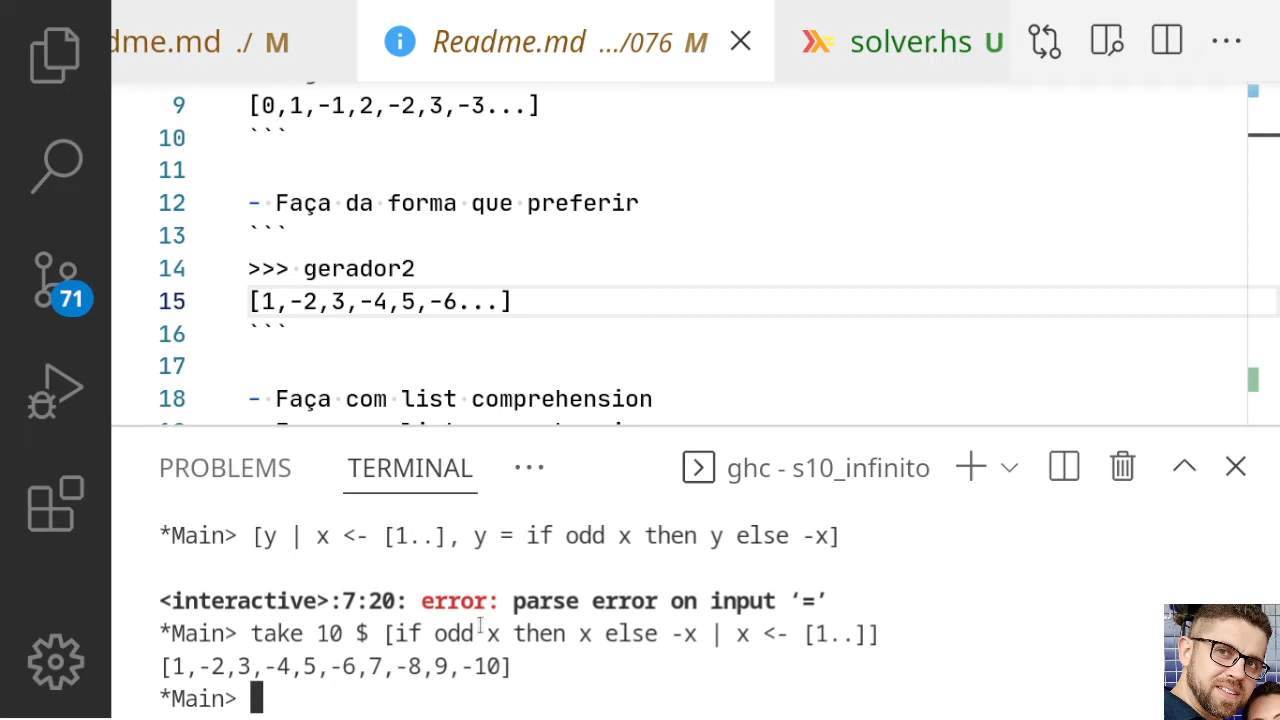 dme.md ./ M
Readme.md .../076 M
solver.hs U
9 [0,1,-1,2,-2,3,-3...]
10 ```
11
12 - Faça da forma que preferir
13 ```
14 >>> gerador2
15 [1,-2,3,-4,5,-6...]
16 ```
17
18 - Faça com list comprehension
71
PROBLEMS TERMINAL ... ghc - s10_infinito
*Main> [y | x <- [1..], y = if odd x then y else -x]
<interactive>:7:20: error: parse error on input ‘=’
*Main> take 10 $ [if odd x then x else -x | x <- [1..]]
[1,-2,3,-4,5,-6,7,-8,9,-10]
*Main>